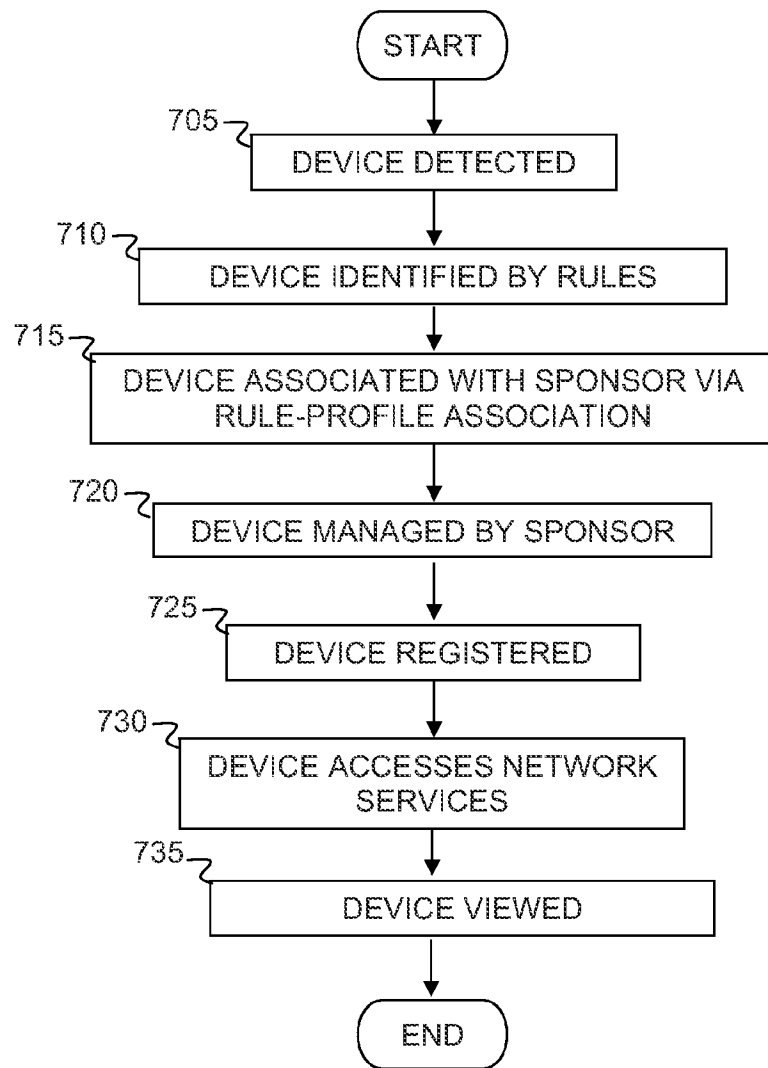 START
705
DEVICE DETECTED
710
DEVICE IDENTIFIED BY RULES
715
DEVICE ASSOCIATED WITH SPONSOR VIA
RULE-PROFILE ASSOCIATION
720
DEVICE MANAGED BY SPONSOR
725
DEVICE REGISTERED
730
DEVICE ACCESSES NETWORK
SERVICES
735
DEVICE VIEWED
END